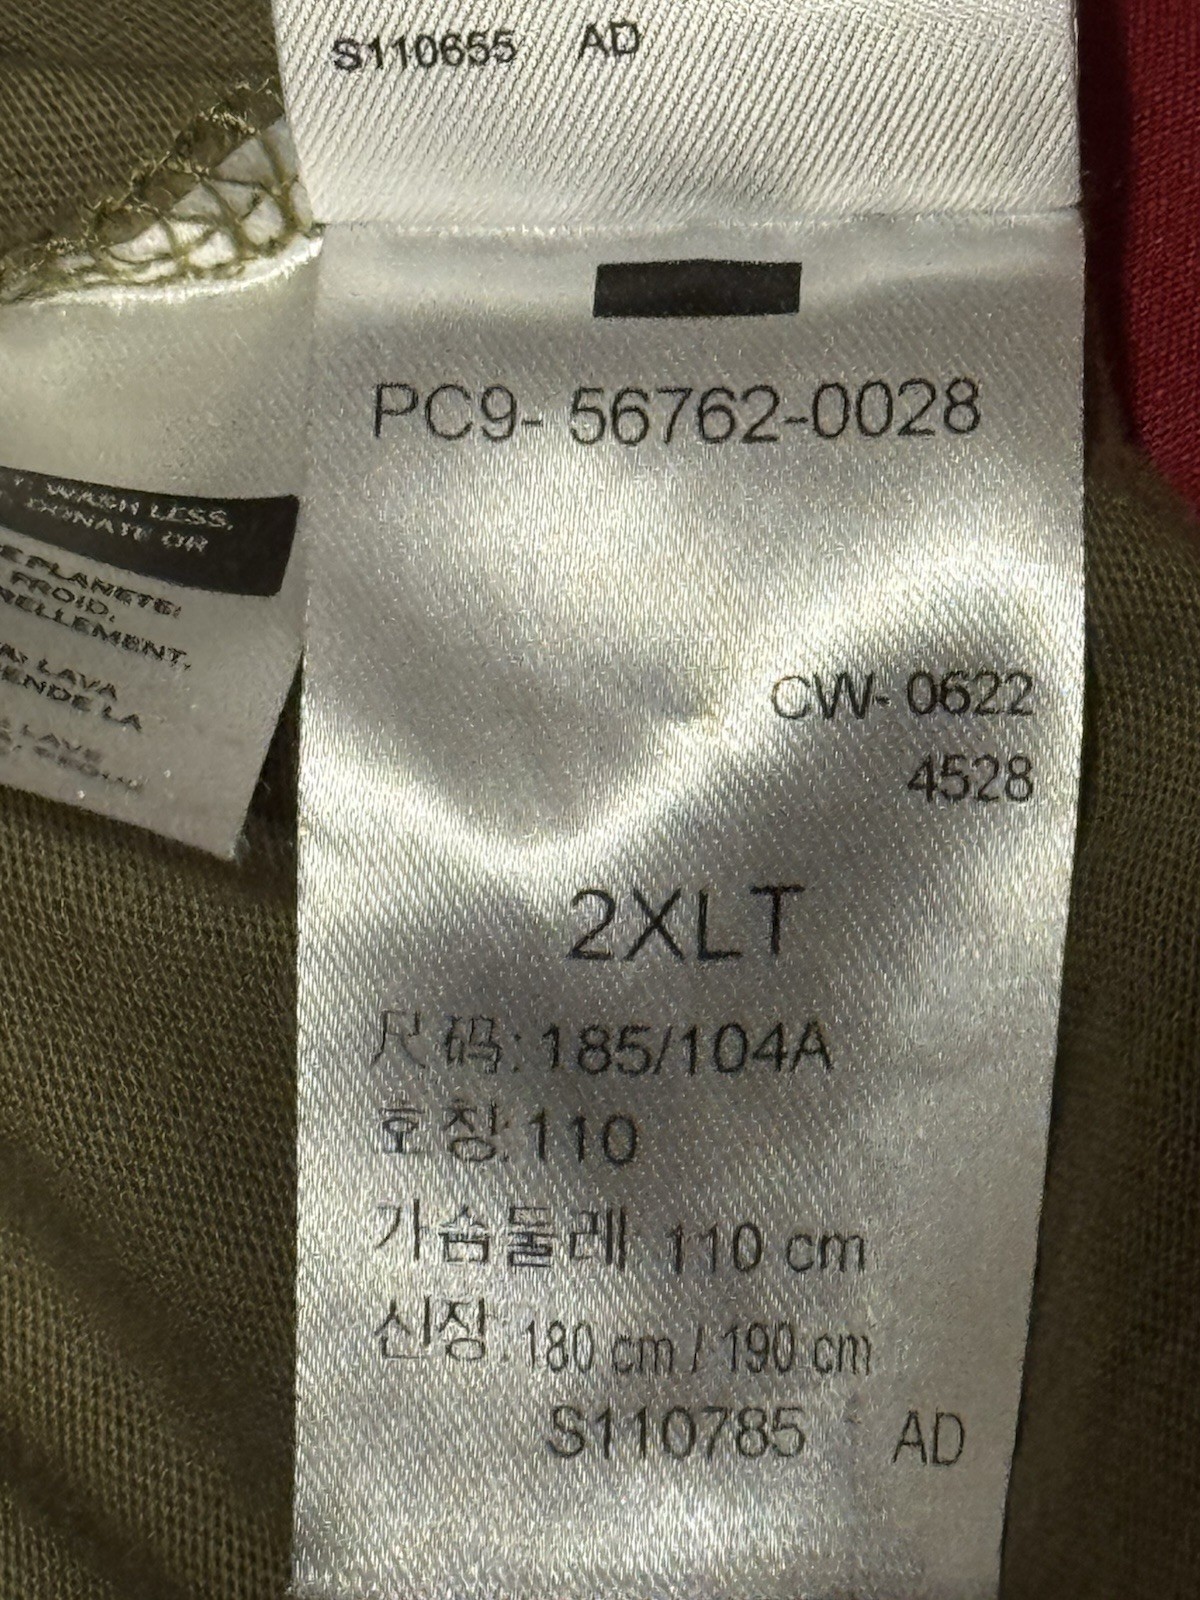 S110655 AD
PC9- 56762-0028
WASH LESS,
DONATE OR
PLANETE:
FROID,
RELLEMENT.
LAVA
ENDE LA
LAVE
CW- 0622
4528
2XLT
尺码: 185/104A
호칭: 110
가슴둘레 110 cm
신장: 180 cm / 190 cm
S110785 AD